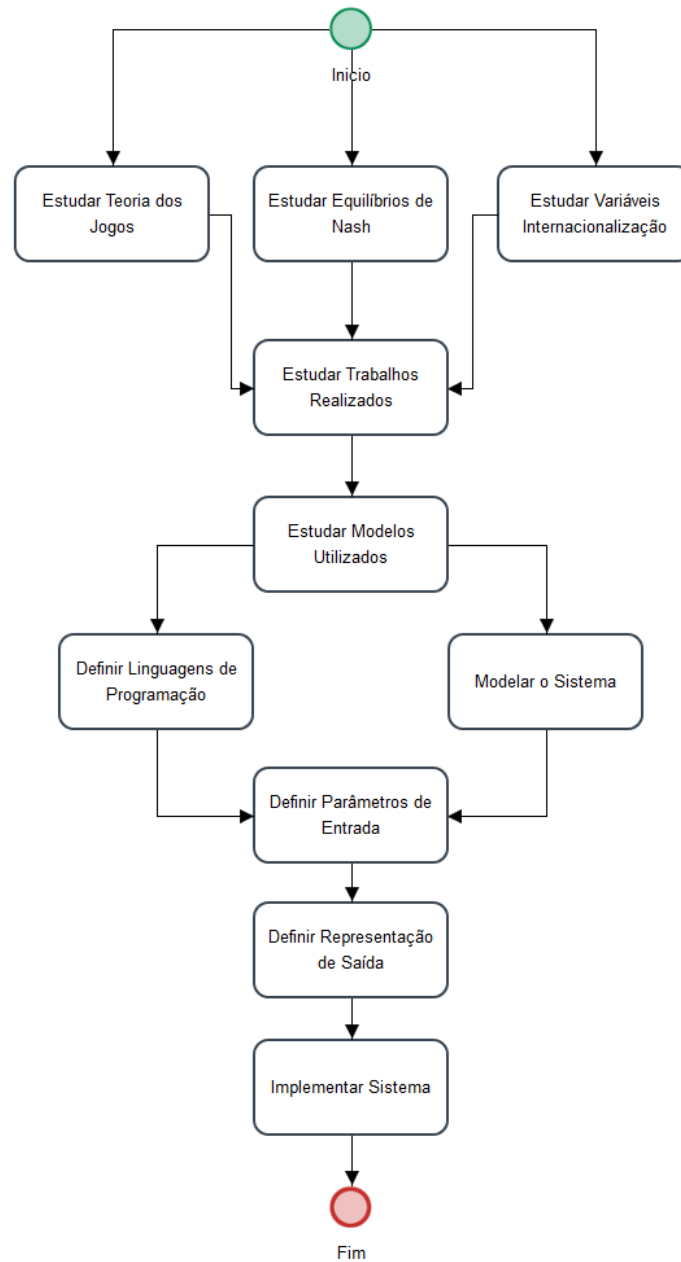 Inicio
Estudar Teoria dos
Jogos
Estudar Equilíbrios de
Nash
Estudar Variáveis
Internacionalização
Estudar Trabalhos
Realizados
Estudar Modelos
Utilizados
Definir Linguagens de
Programação
Modelar o Sistema
Definir Parâmetros de
Entrada
Definir Representação
de Saída
Implementar Sistema
Fim